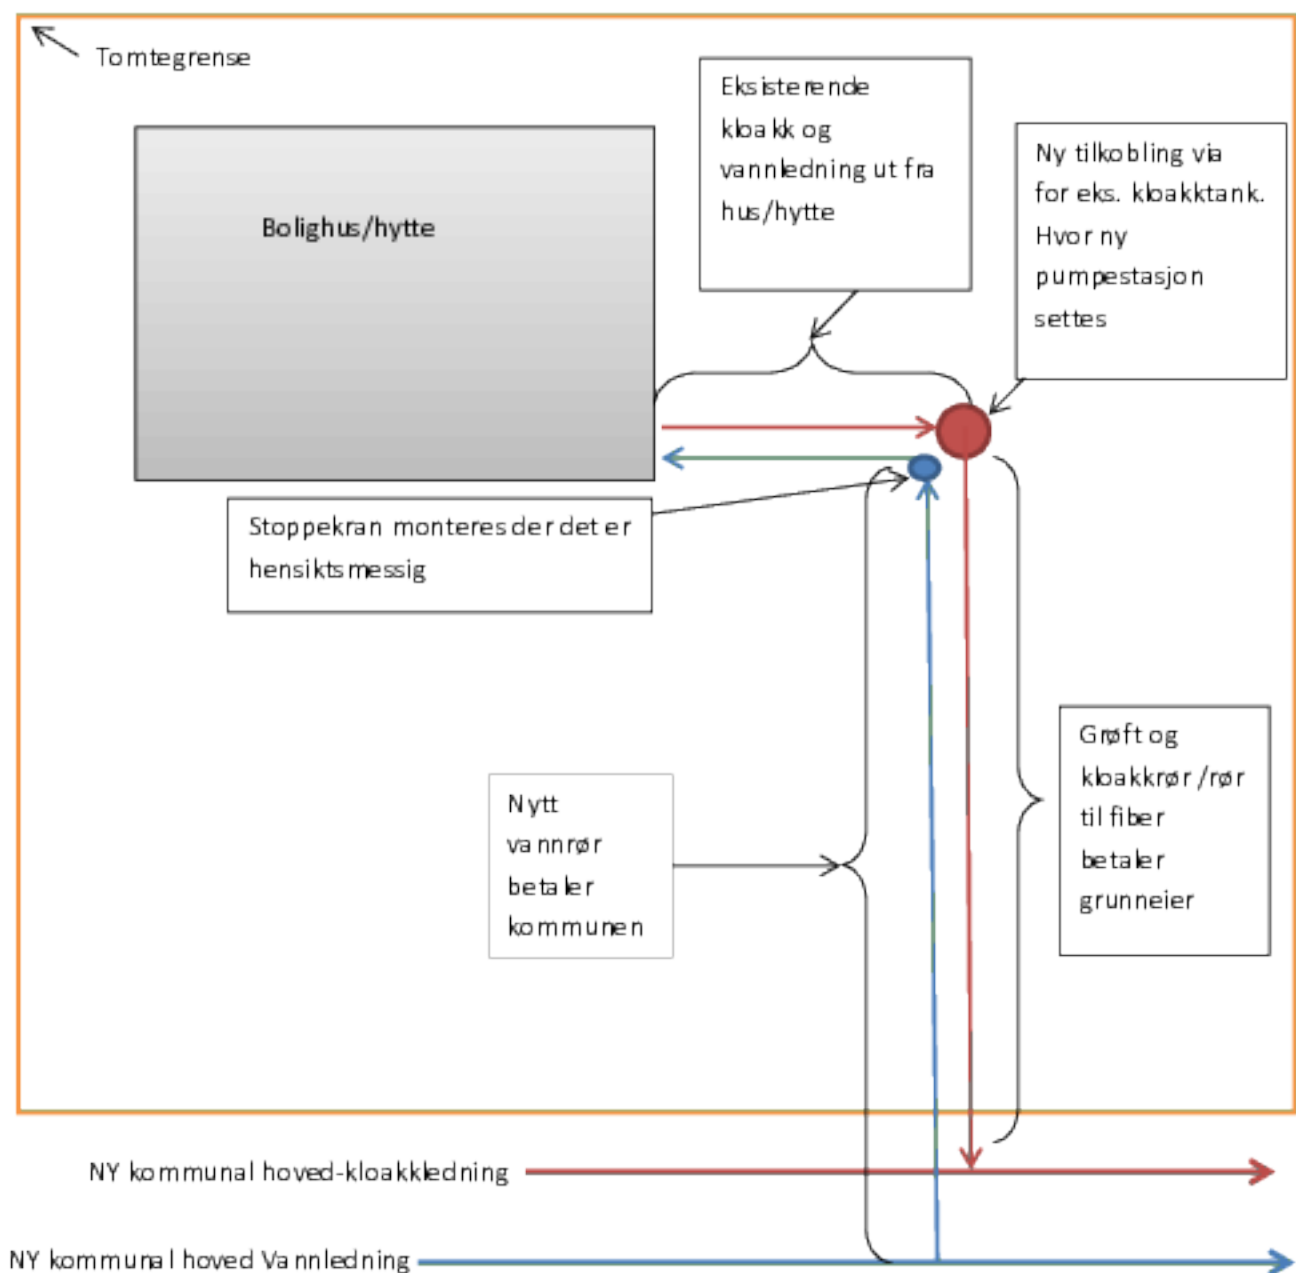 Tomtegrense
Eksisterende
kloakk og
vannledning ut fra
hus/hytte
Ny tilkobling via
for eks. kloakktank.
Hvor ny
pumpestasjon
settes
Bolighus/hytte
Stoppekran monteres der det er
hensiktsmessig
Nytt
vannrør
betaler
kommunen
Grøft og
kloakkrør/rør
til fiber
betaler
grunneier
NY kommunal hoved-kloakkledning
NY kommunal hoved Vannledning